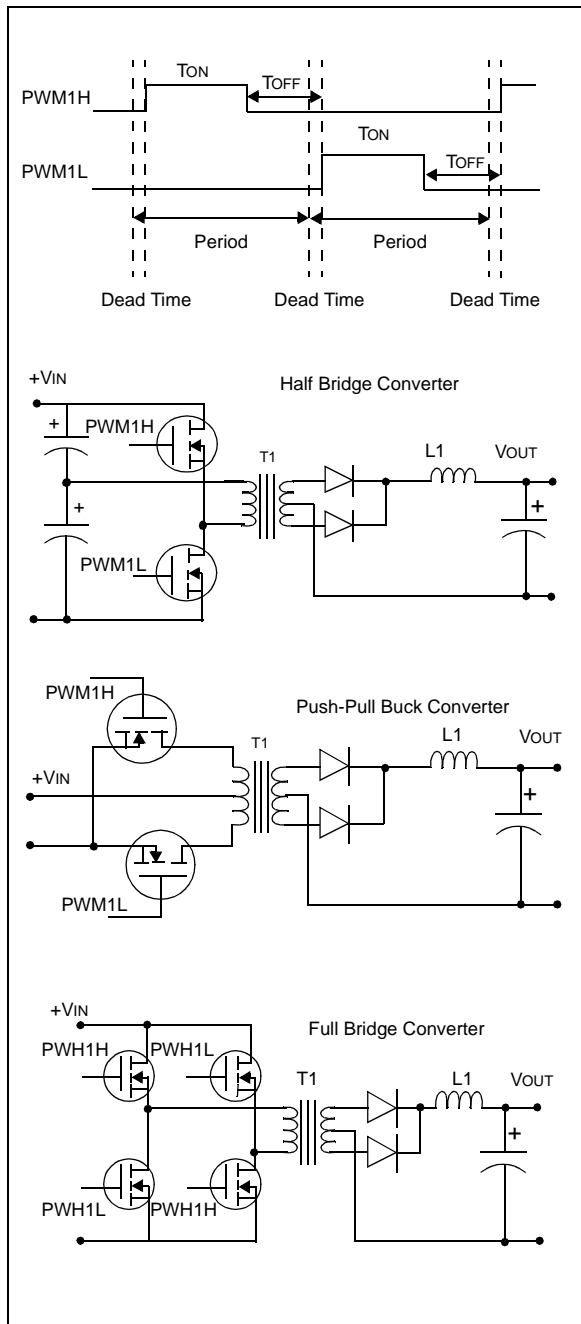 TON
TOFF
PWM1H
TON
TOFF
PWM1L
Period Period
Dead Time Dead Time Dead Time
+VIN
Half Bridge Converter
PWM1H
+
T1
L1
VOUT
+
+
PWM1L
PWM1H
Push-Pull Buck Converter
T1
L1
VOUT
+VIN
+
PWM1L
+VIN
Full Bridge Converter
PWH1H PWH1L
T1
L1
VOUT
+
PWH1L PWH1H